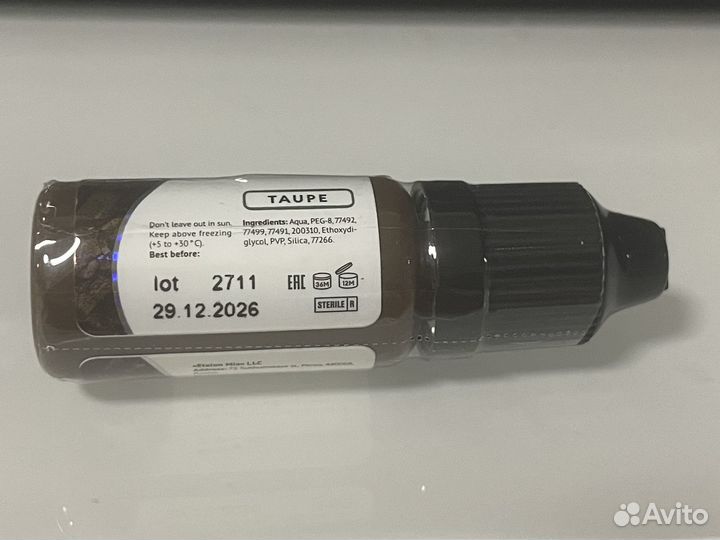 TAUPE
Don't leave out in sun.
Keep above freezing
(+5 to +30°C).
Best before:
Ingredients: Aqua, PEG-8, 77492,
77499, 77491, 200310, Ethoxydi-
glycol, PVP, Silica, 77266.
lot 2711
29.12.2026
EAC 36M 12M
STERILE R
LLC
Avito